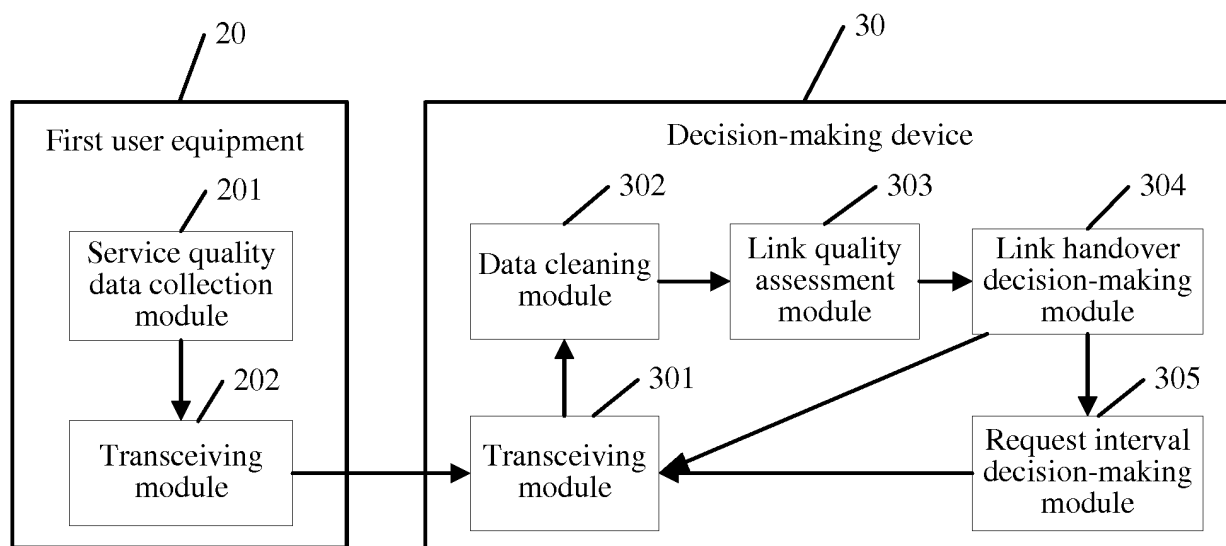 20
30
First user equipment
Decision-making device
201
302
303
304
Service quality
data collection
module
Data cleaning
module
Link quality
assessment
module
Link handover
decision-making
module
202
301
305
Transceiving
module
Transceiving
module
Request interval
decision-making
module